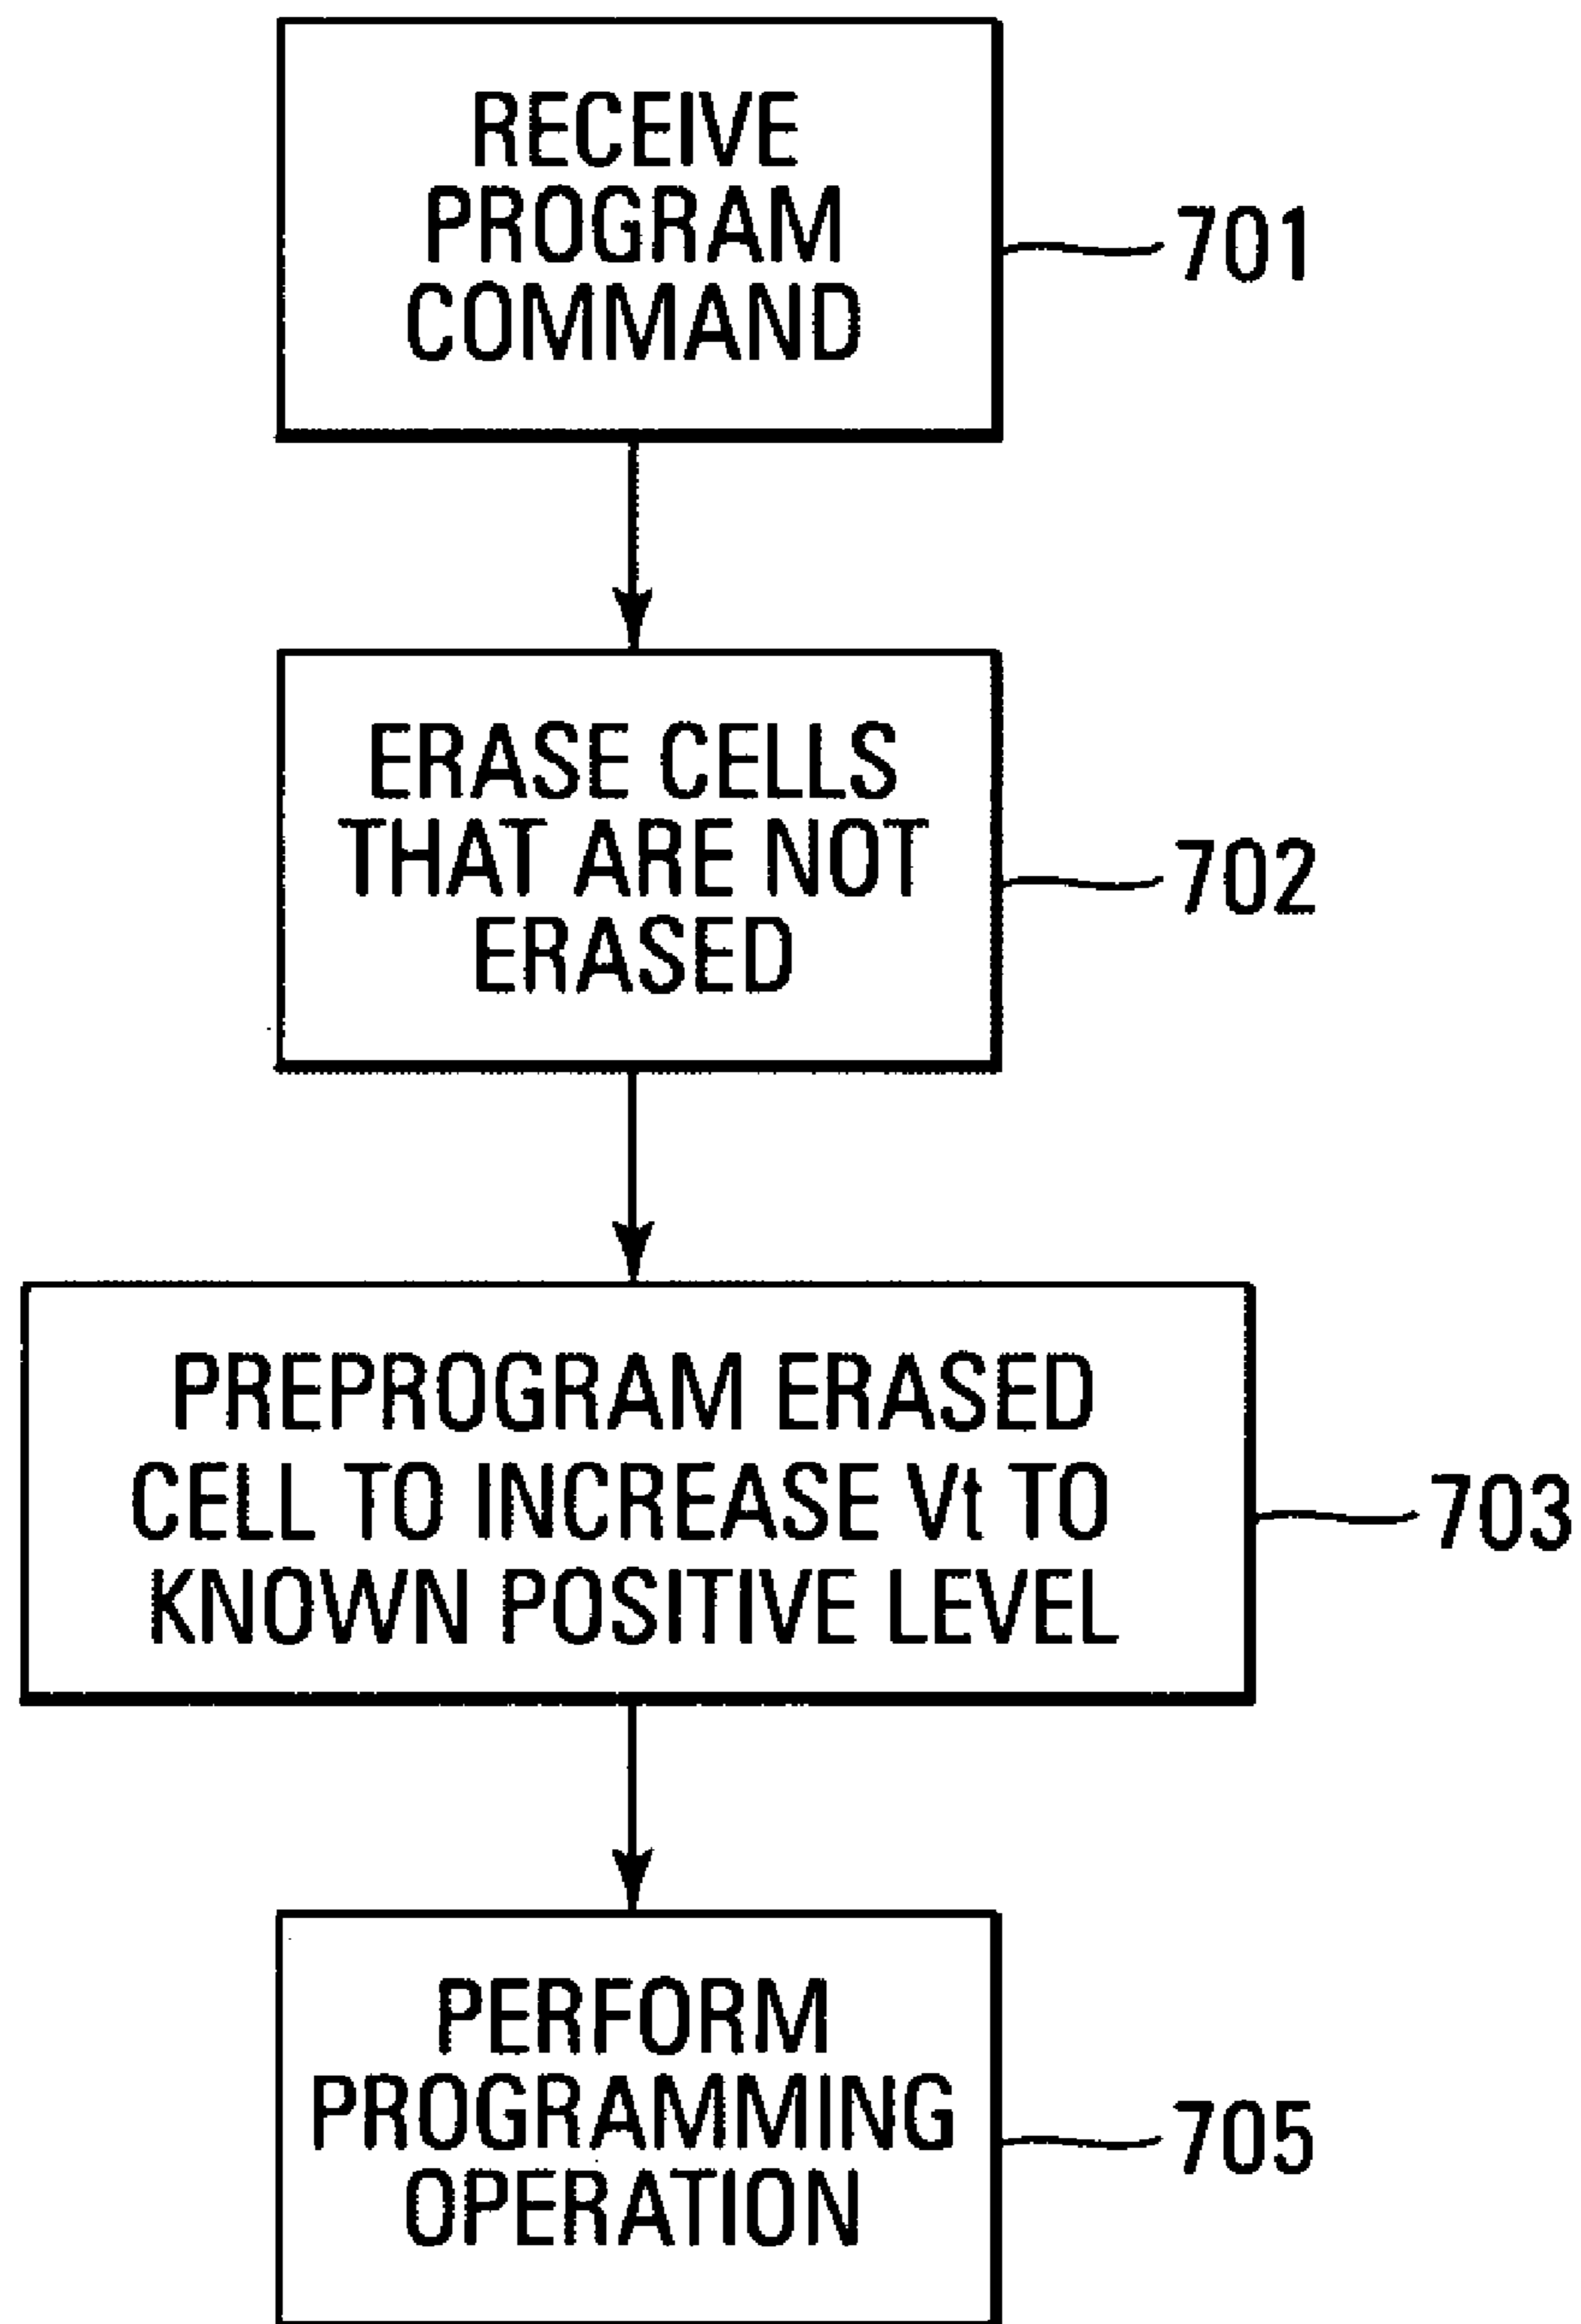 RECEIVE
PROGRAM
COMMAND
701
ERASE CELLS
THAT ARE NOT
ERASED
702
PREPROGRAM ERASED
CELL TO INCREASE Vt TO
KNOWN POSITIVE LEVEL
703
PERFORM
PROGRAMMING
OPERATION
705